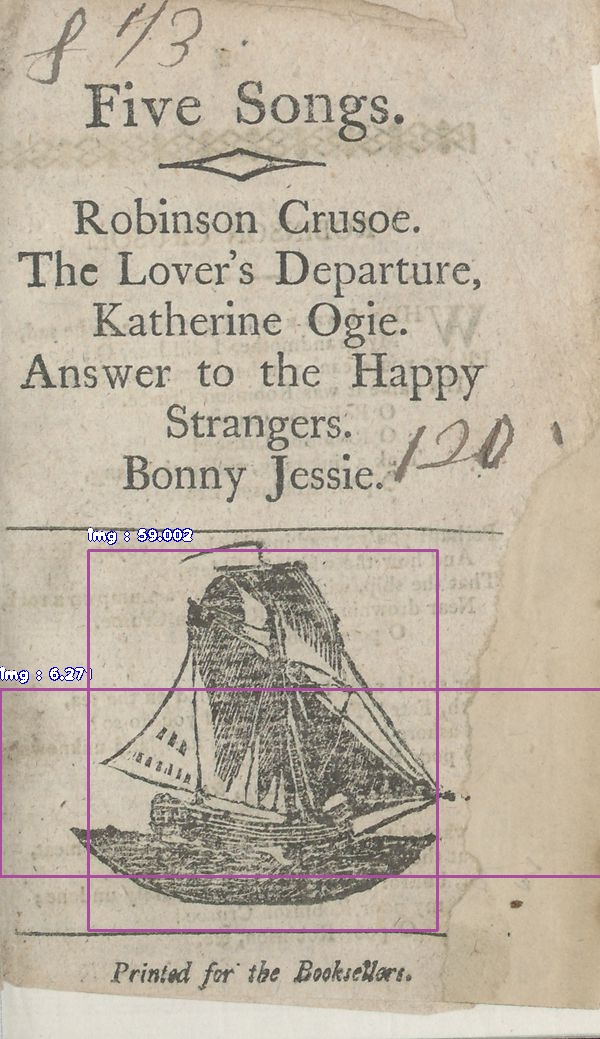 8 73
Five Songs.
Robinson Crusoe.
The Lover's Departure,
Katherine Ogie.
Answer to the Happy
Strangers.
Bonny Jessie.
120
img : 59.002
img : 6.271
Printed for the Booksellers.